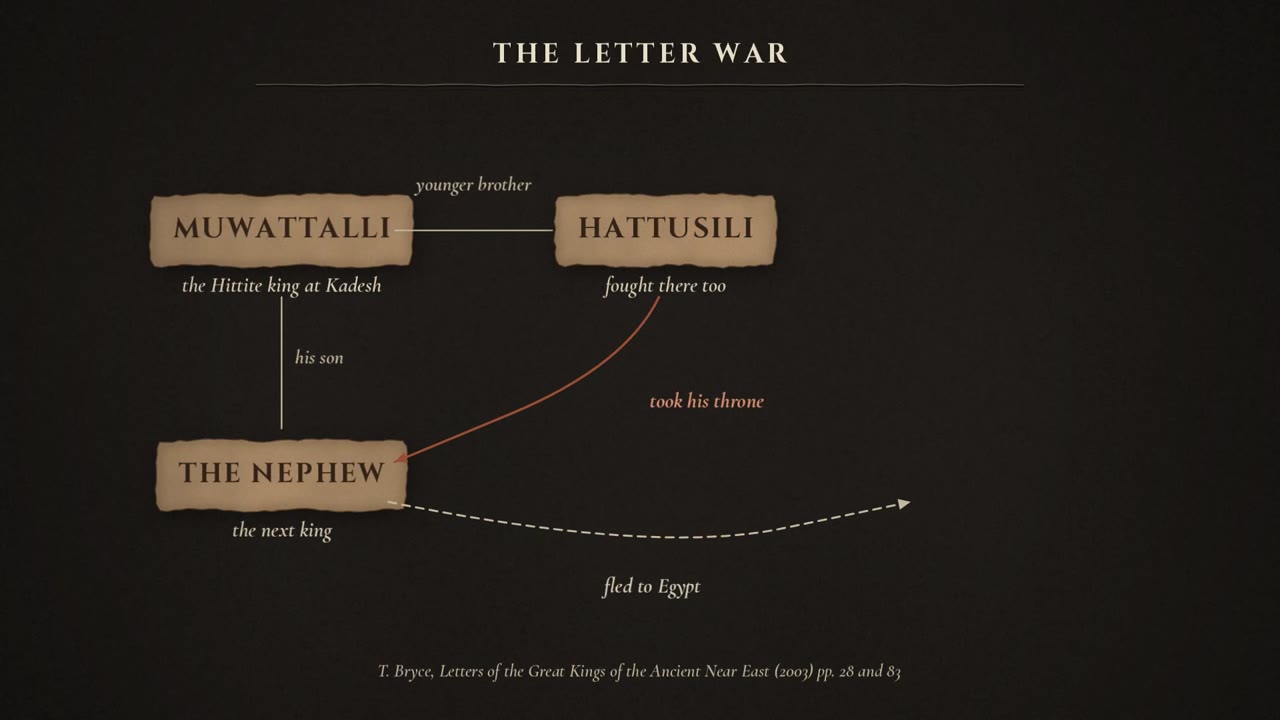 THE LETTER WAR
younger brother
MUWATTALLI
HATTUSILI
the Hittite king at Kadesh
fought there too
his son
took his throne
THE NEPHEW
the next king
fled to Egypt
T. Bryce, Letters of the Great Kings of the Ancient Near East (2003) pp. 28 and 83